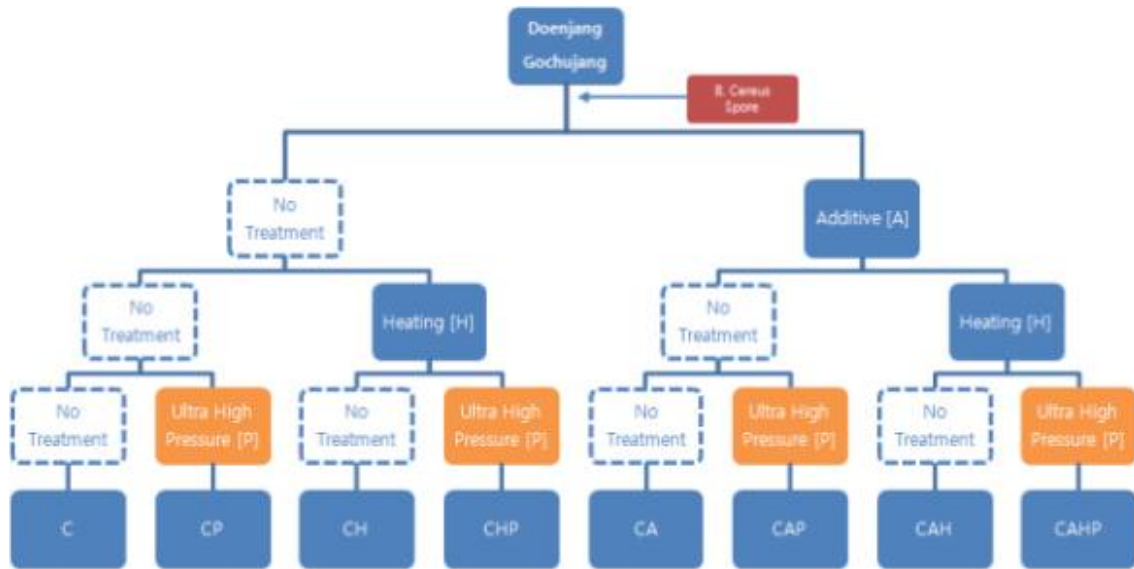 Doenjang
Gochujang
B. Cereus
Spore
No
Treatment
Additive [A]
No
Treatment
Heating [H]
No
Treatment
Heating [H]
No
Treatment
Ultra High
Pressure [P]
No
Treatment
Ultra High
Pressure [P]
No
Treatment
Ultra High
Pressure [P]
No
Treatment
Ultra High
Pressure [P]
C
CP
CH
CHP
CA
CAP
CAH
CAHP